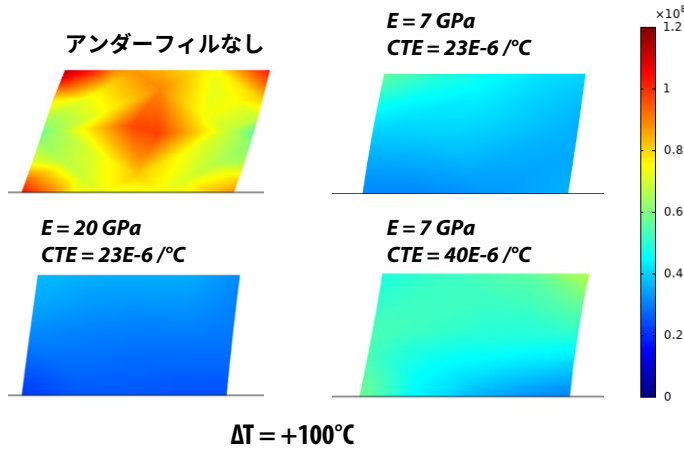 アンダーフィルなし
E = 7 GPa
CTE = 23E-6 /°C
E = 20 GPa
CTE = 23E-6 /°C
E = 7 GPa
CTE = 40E-6 /°C
ΔT = +100°C
×10⁸
1.2
1
0.8
0.6
0.4
0.2
0